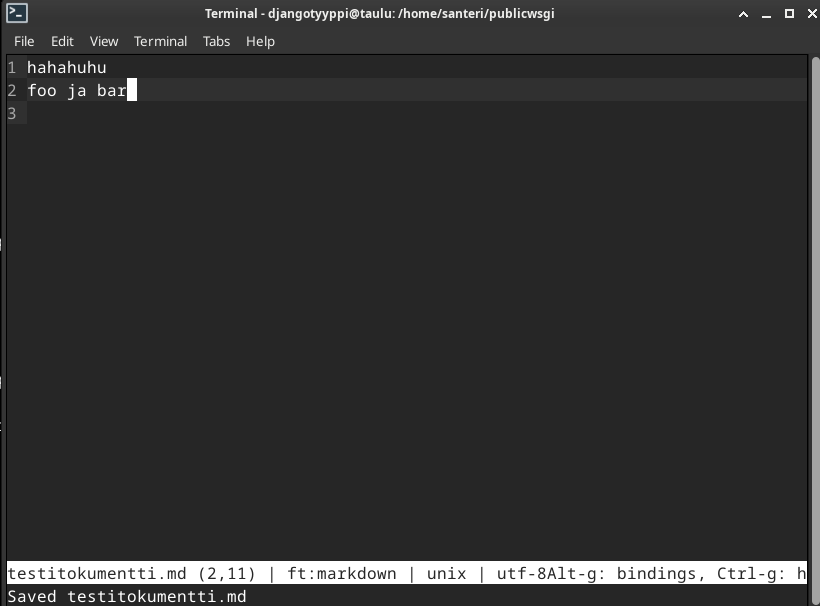 Terminal - djangotyyppi@taulu: /home/santeri/publicwsgi
File Edit View Terminal Tabs Help
1 hahahuhu
2 foo ja bar
3
testitokumentti.md (2,11) | ft:markdown | unix | utf-8Alt-g: bindings, Ctrl-g: h
Saved testitokumentti.md